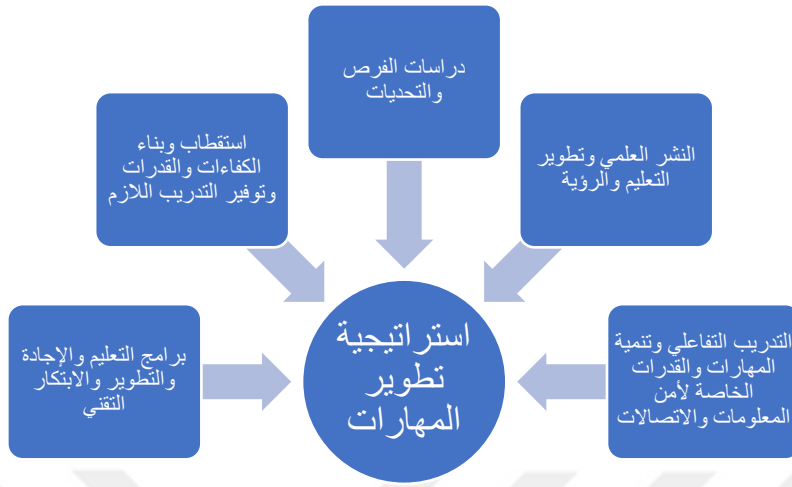 دراسات الفرص
والتحديات
النشر العلمي وتطوير
التعليم والرؤية
استقطاب وبناء
الكفاءات والقدرات
وتوفير التدريب اللازم
التدريب التفاعلي وتنمية
المهارات والقدرات
الخاصة لأمن
المعلومات والاتصالات
استراتيجية
تطوير
المهارات
برامج التعليم والإجادة
والتطوير والابتكار
التقني